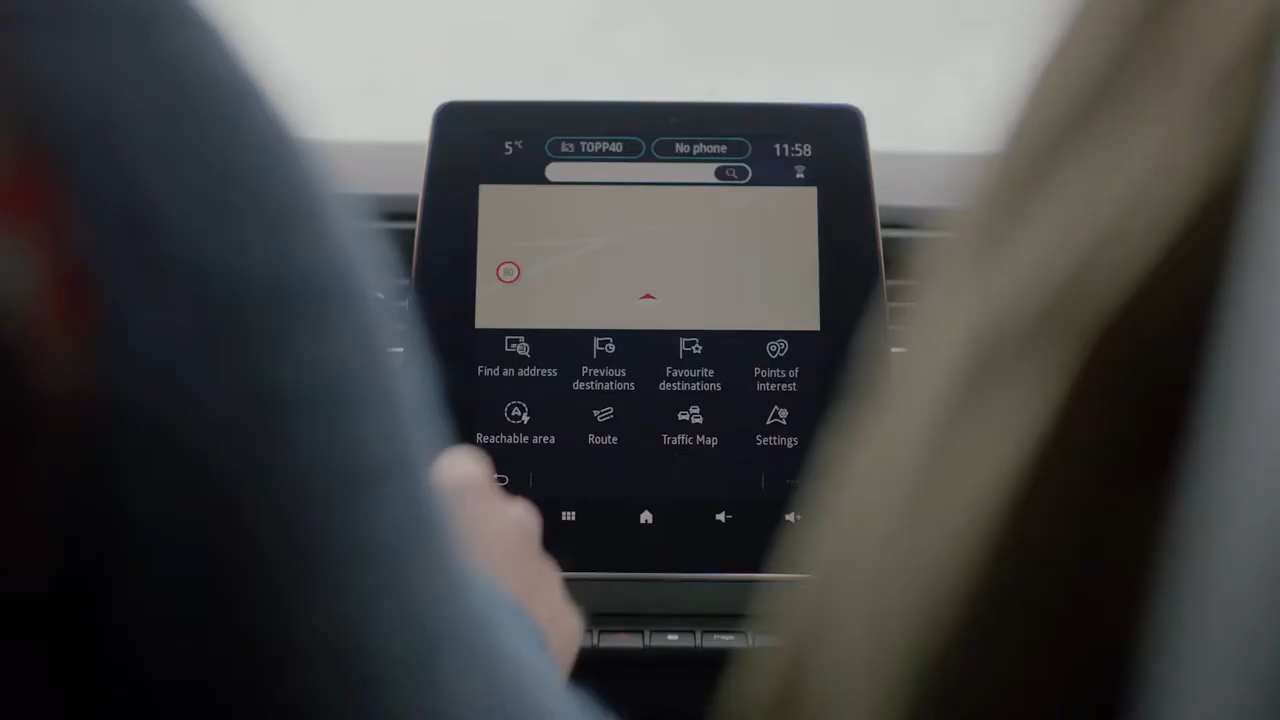 5°C TOPP40 No phone 11:58
80
Find an address
Previous
destinations
Favourite
destinations
Points of
interest
Reachable area
Route
Traffic Map
Settings